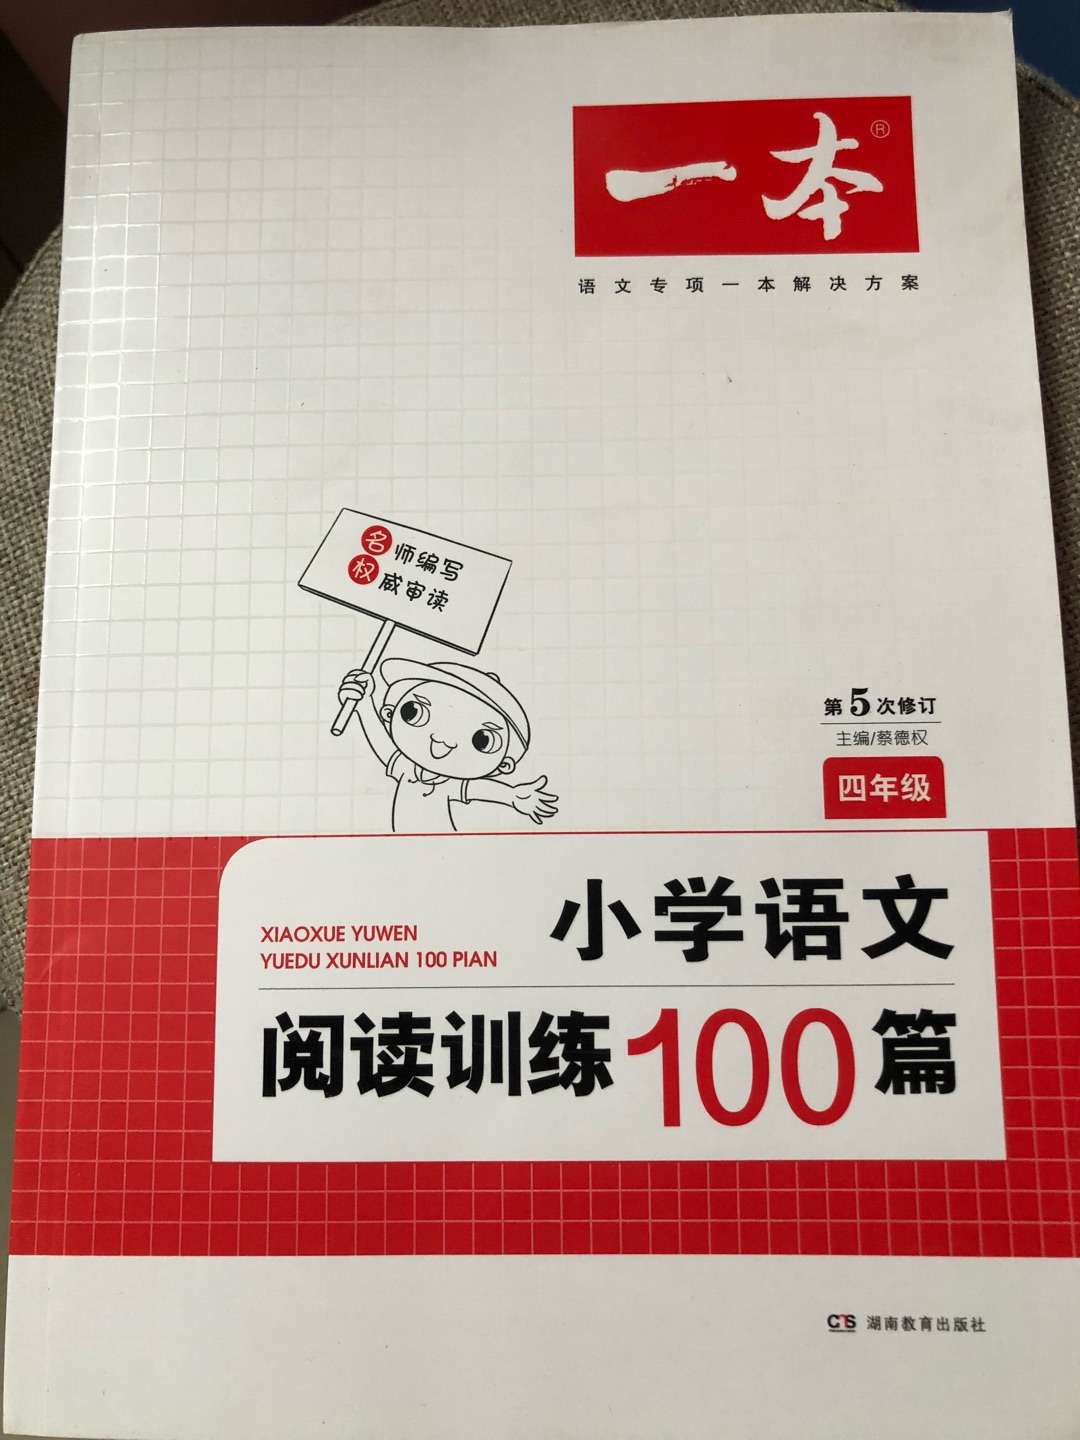 一本®
语文专项一本解决方案
名师编写
权威审读
第5次修订
主编/蔡德权
四年级
小学语文
XIAOXUE YUWEN
YUEDU XUNLIAN 100 PIAN
阅读训练100篇
湖南教育出版社